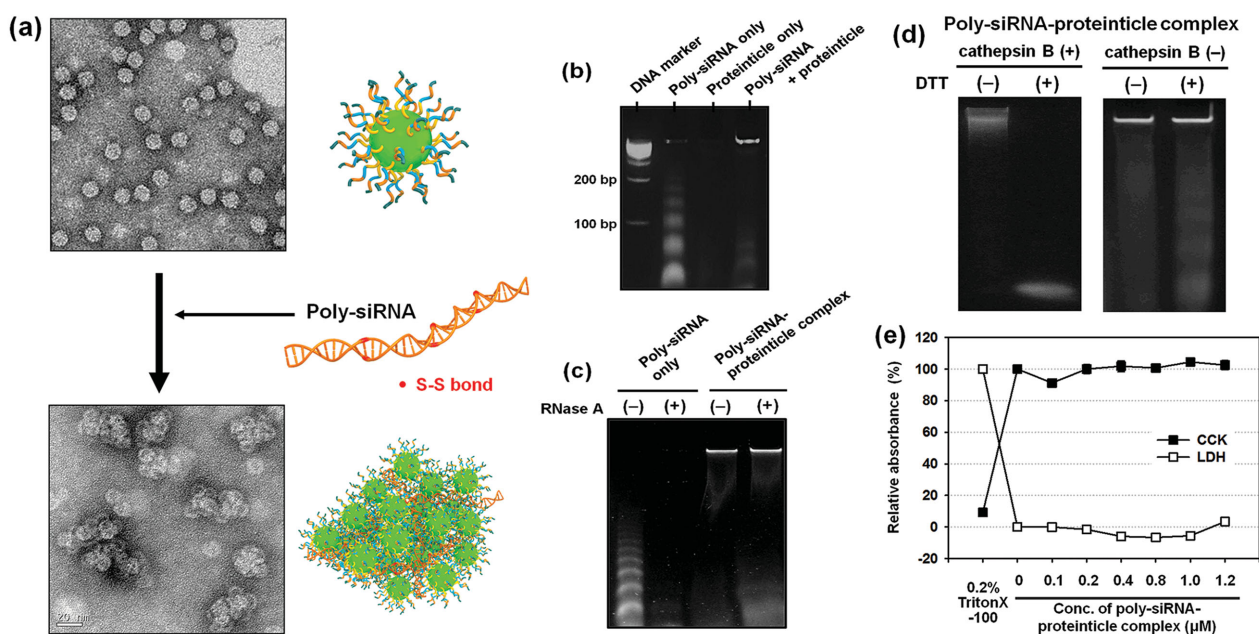 (a)
Poly-siRNA
• S-S bond
20 nm
(b)
DNA marker
Poly-siRNA only
Proteinticle only
Poly-siRNA
+ proteinticle
200 bp
100 bp
(c)
Poly-siRNA
only
Poly-siRNA-
proteinticle complex
RNase A
(–) (+) (–) (+)
(d)
Poly-siRNA-proteinticle complex
cathepsin B (+) cathepsin B (–)
DTT (–) (+) (–) (+)
(e)
Relative absorbance (%)
120
100
80
60
40
20
0
-20
CCK
LDH
0.2%
TritonX
-100
0 0.1 0.2 0.4 0.8 1.0 1.2
Conc. of poly-siRNA-
proteinticle complex (µM)